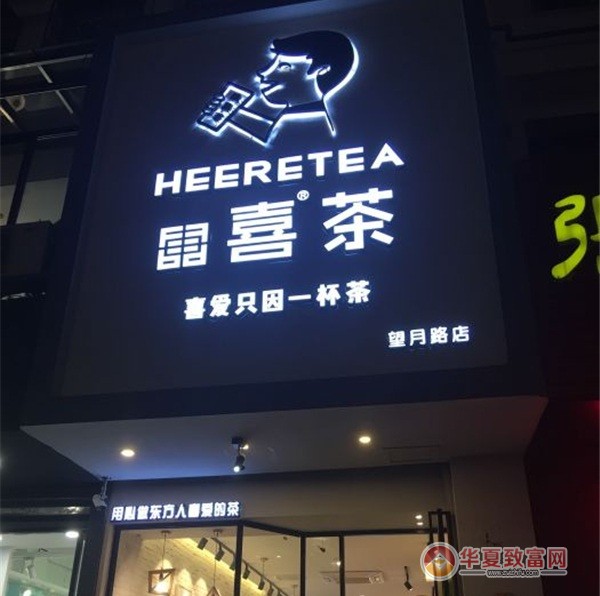 HEERETEA
喜®茶
喜爱只因一杯茶
望月路店
用心做东方人喜爱的茶
华夏致富网